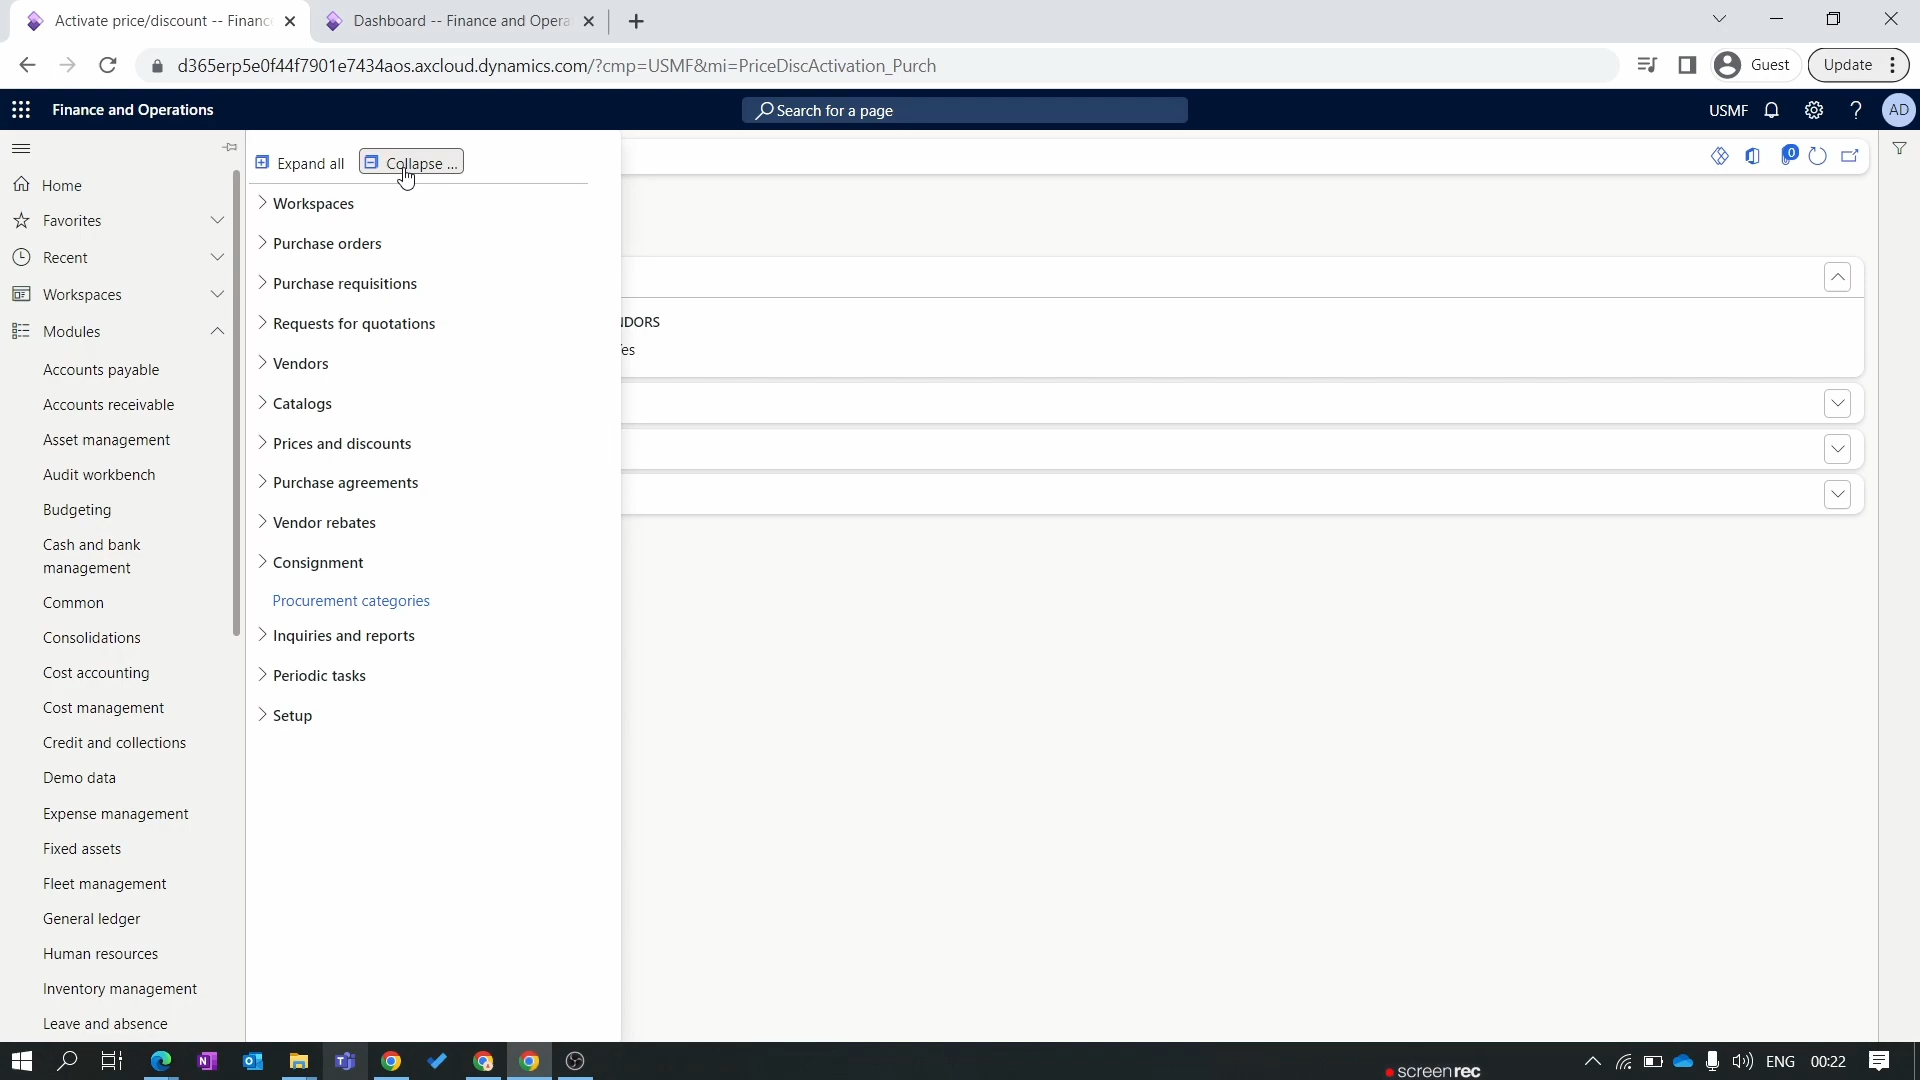 Activate price/discount -- Financ
Dashboard -- Finance and Opera
d365erp5e0f44f7901e7434aos.axcloud.dynamics.com/?cmp=USMF&mi=PriceDiscActivation_Purch
Guest
Update
Finance and Operations
Search for a page
USMF
AD
Expand all
Collapse ...
0
Home
Favorites
Recent
Workspaces
Modules
Accounts payable
Accounts receivable
Asset management
Audit workbench
Budgeting
Cash and bank
management
Common
Consolidations
Cost accounting
Cost management
Credit and collections
Demo data
Expense management
Fixed assets
Fleet management
General ledger
Human resources
Inventory management
Leave and absence
Workspaces
Purchase orders
Purchase requisitions
Requests for quotations
Vendors
Catalogs
Prices and discounts
Purchase agreements
Vendor rebates
Consignment
Procurement categories
Inquiries and reports
Periodic tasks
Setup
NDORS
Yes
screenrec
ENG
00:22